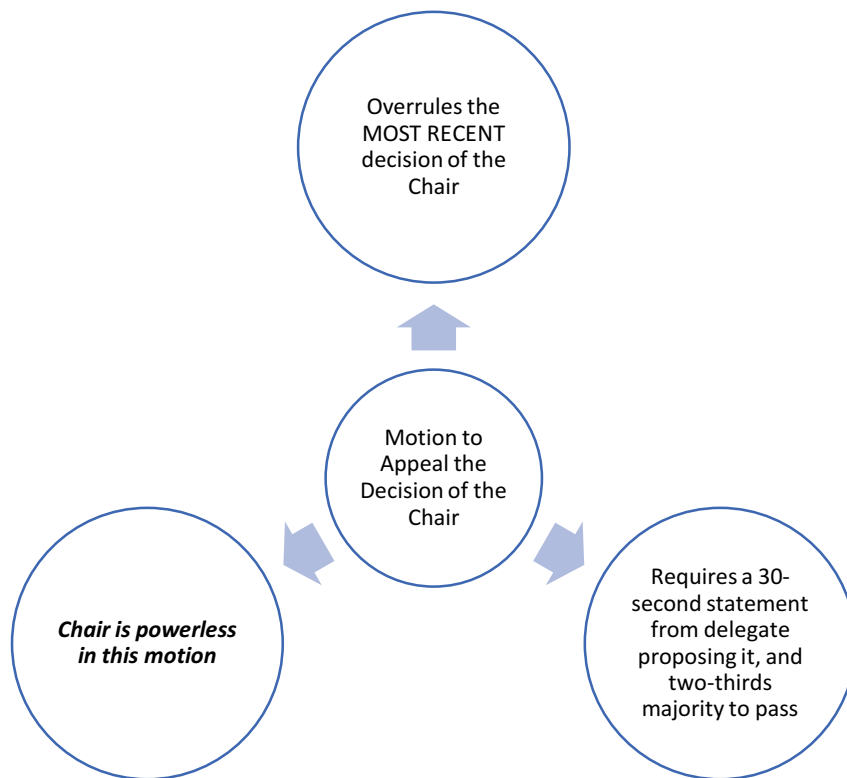 Overrules the
MOST RECENT
decision of the
Chair
Motion to
Appeal the
Decision of the
Chair
Chair is powerless
in this motion
Requires a 30-
second statement
from delegate
proposing it, and
two-thirds
majority to pass